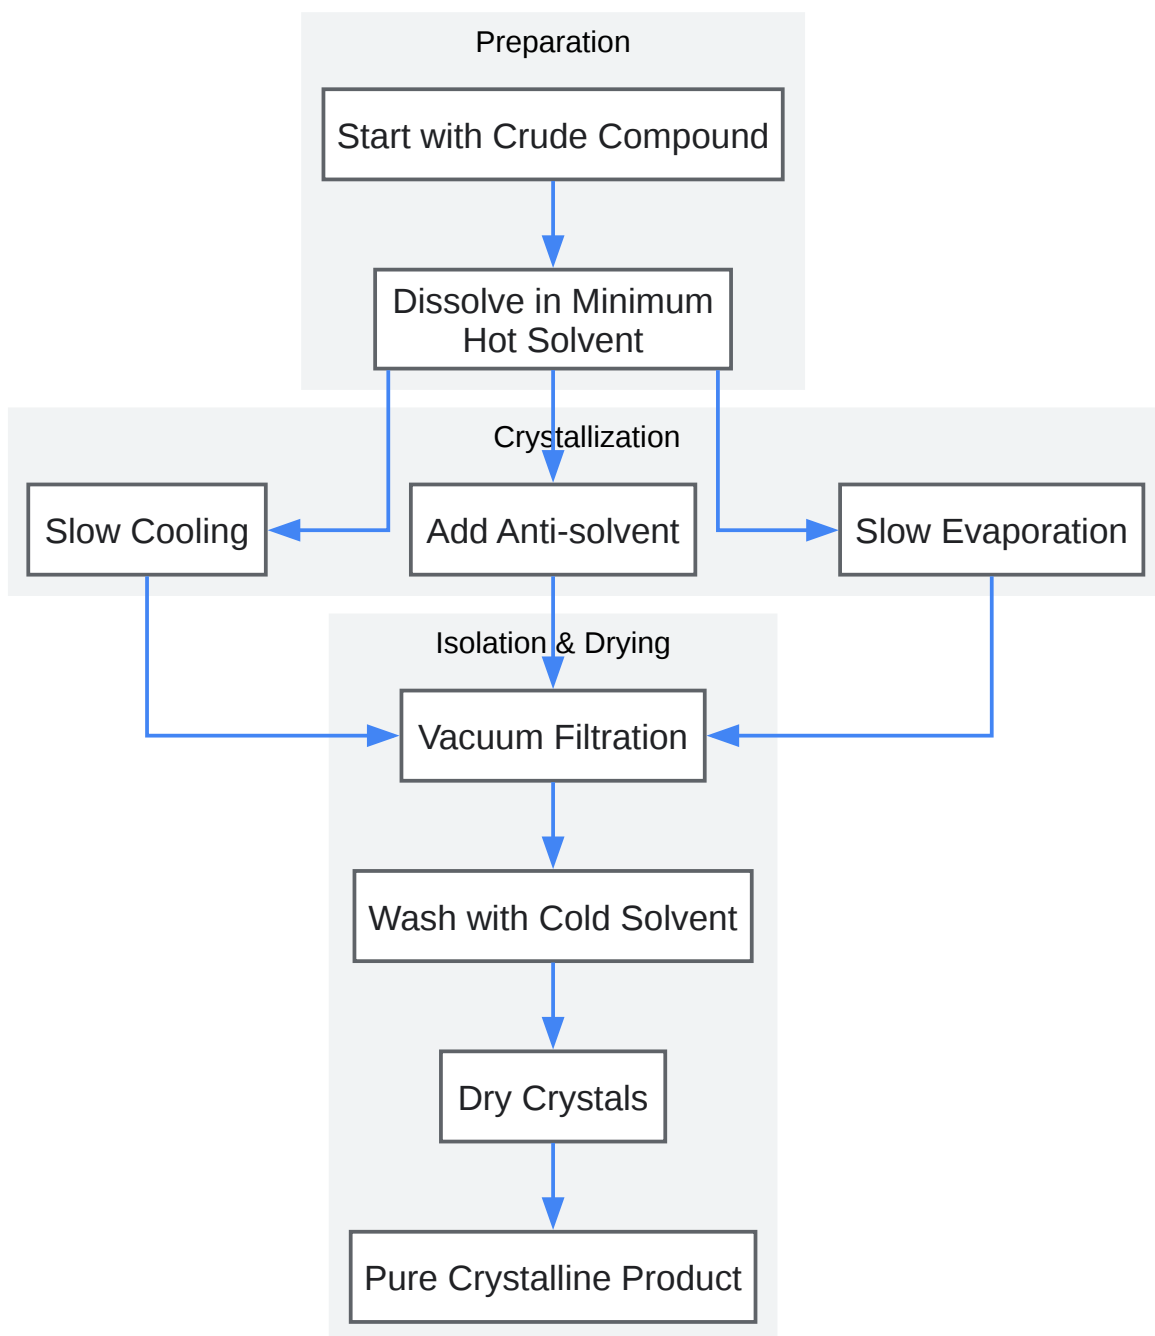 Preparation
Start with Crude Compound
Dissolve in Minimum
Hot Solvent
Crystallization
Slow Cooling
Add Anti-solvent
Slow Evaporation
Isolation & Drying
Vacuum Filtration
Wash with Cold Solvent
Dry Crystals
Pure Crystalline Product